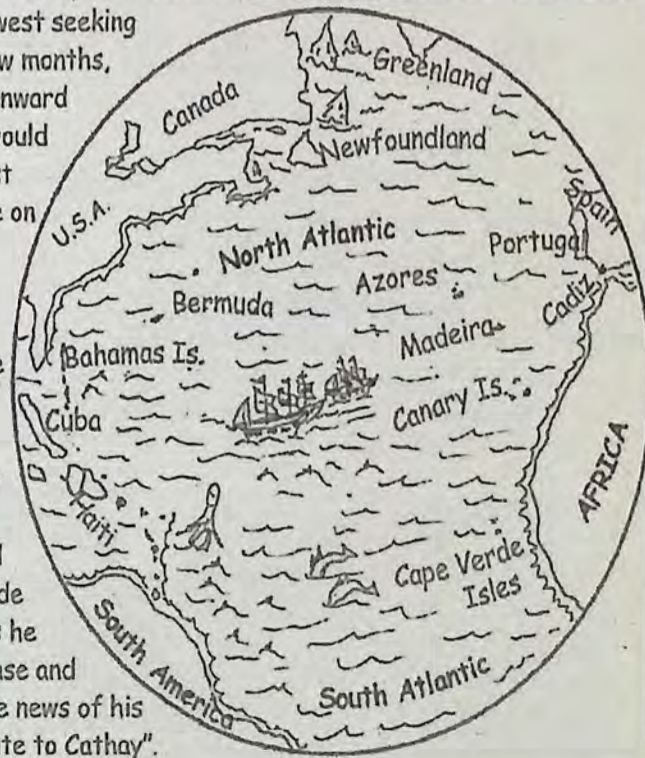 west seeking
w months,
nward
ould
t
e on
e
d
de
he
ase and
e news of his
te to Cathay".
Greenland
Canada
Newfoundland
U.S.A.
Spain
North Atlantic
Portugal
Azores
Bermuda
Cadiz
Madeira
Bahamas Is.
Canary Is.
Cuba
AFRICA
Haiti
Cape Verde
Isles
South America
South Atlantic